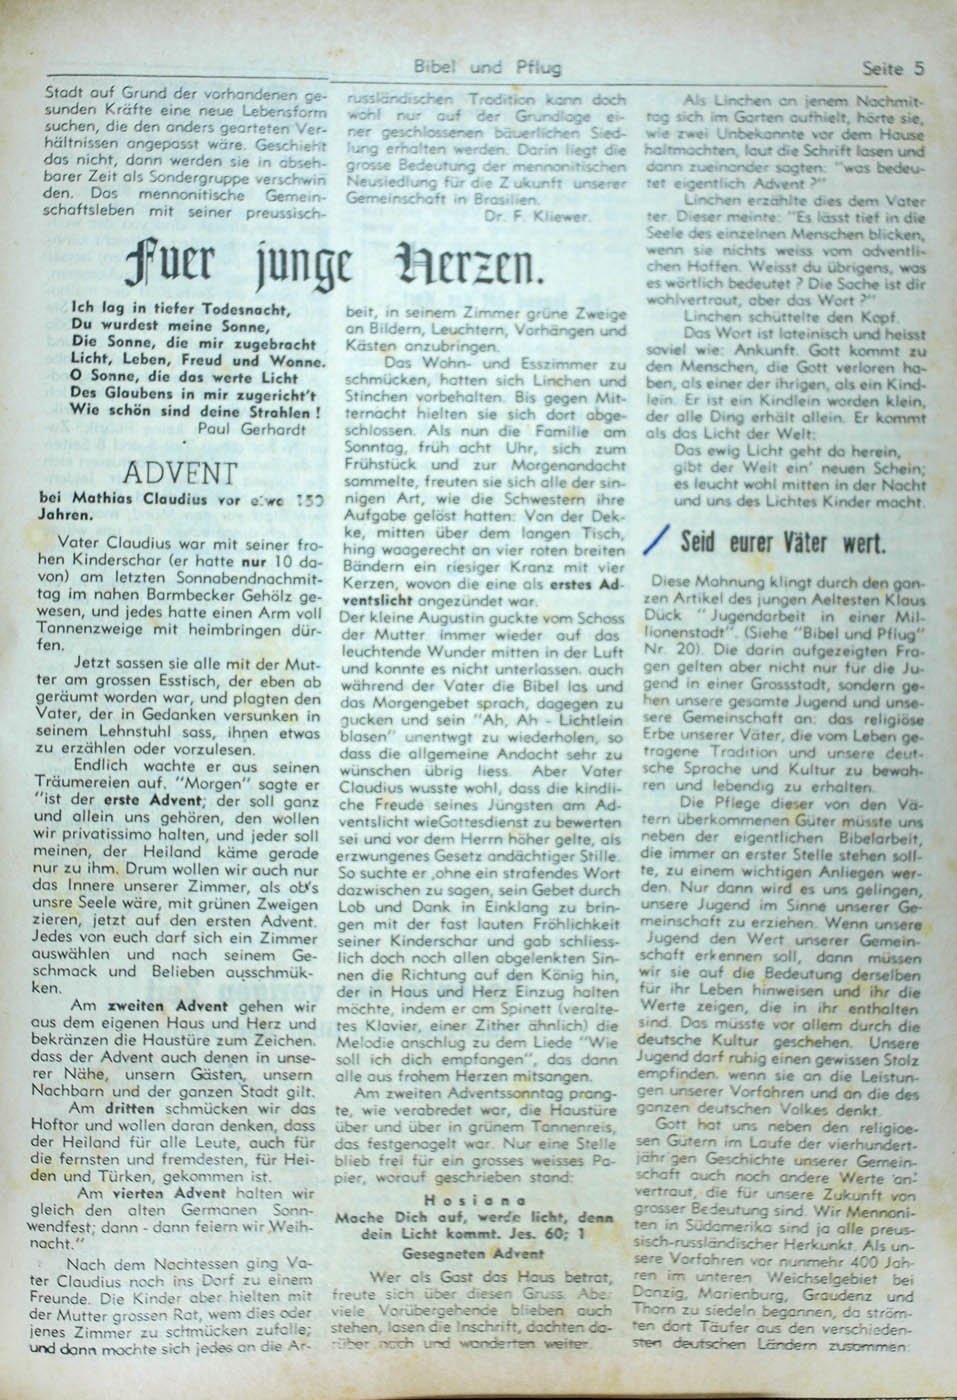 Bibel und Pflug
Seite 5
Stadt auf Grund der vorhandenen ge-
sunden Kräfte eine neue Lebensform
suchen, die den anders gearteten Ver-
hältnissen angepasst wäre. Geschieht
das nicht, dann werden sie in abseh-
barer Zeit als Sondergruppe verschwin
den. Das mennonitische Gemein-
schaftsleben mit seiner preussisch-
russländischen Tradition kann doch
wohl nur auf der Grundlage ei-
ner geschlossenen bäuerlichen Sied-
lung erhalten werden. Darin liegt die
grosse Bedeutung der mennonitischen
Neusiedlung für die Zukunft unserer
Gemeinschaft in Brasilien.
Dr. F. Kliewer.
Fuer junge Herzen.
Ich lag in tiefer Todesnacht,
Du wurdest meine Sonne,
Die Sonne, die mir zugebracht
Licht, Leben, Freud und Wonne.
O Sonne, die das werte Licht
Des Glaubens in mir zugericht't
Wie schön sind deine Strahlen !
Paul Gerhardt
ADVENT
bei Mathias Claudius vor etwa 150
Jahren.
Vater Claudius war mit seiner fro-
hen Kinderschar (er hatte nur 10 da-
von) am letzten Sonnabendnachmit-
tag im nahen Barmbecker Gehölz ge-
wesen, und jedes hatte einen Arm voll
Tannenzweige mit heimbringen dür-
fen.
Jetzt sassen sie alle mit der Mut-
ter am grossen Esstisch, der eben ab
geräumt worden war, und plagten den
Vater, der in Gedanken versunken in
seinem Lehnstuhl sass, ihnen etwas
zu erzählen oder vorzulesen.
Endlich wachte er aus seinen
Träumereien auf. "Morgen" sagte er
"ist der erste Advent; der soll ganz
und allein uns gehören, den wollen
wir privatissimo halten, und jeder soll
meinen, der Heiland käme gerade
nur zu ihm. Drum wollen wir auch nur
das Innere unserer Zimmer, als ob's
unsre Seele wäre, mit grünen Zweigen
zieren, jetzt auf den ersten Advent.
Jedes von euch darf sich ein Zimmer
auswählen und nach seinem Ge-
schmack und Belieben ausschmük-
ken.
Am zweiten Advent gehen wir
aus dem eigenen Haus und Herz und
bekränzen die Haustüre zum Zeichen,
dass der Advent auch denen in unse-
rer Nähe, unsern Gästen, unsern
Nachbarn und der ganzen Stadt gilt.
Am dritten schmücken wir das
Hoftor und wollen daran denken, dass
der Heiland für alle Leute, auch für
die fernsten und fremdesten, für Hei-
den und Türken, gekommen ist.
Am vierten Advent halten wir
gleich den alten Germanen Sonn-
wendfest; dann - dann feiern wir Weih-
nacht."
Nach dem Nachtessen ging Va-
ter Claudius noch ins Dorf zu einem
Freunde. Die Kinder aber hielten mit
der Mutter grossen Rat, wem dies oder
jenes Zimmer zu schmücken zufalle;
und dann machte sich jedes an die Ar-
beit, in seinem Zimmer grüne Zweige
an Bildern, Leuchtern, Vorhängen und
Kästen anzubringen.
Das Wohn- und Esszimmer zu
schmücken, hatten sich Linchen und
Stinchen vorbehalten. Bis gegen Mit-
ternacht hielten sie sich dort abge-
schlossen. Als nun die Familie am
Sonntag, früh acht Uhr, sich zum
Frühstück und zur Morgenandacht
sammelte, freuten sie sich alle der sin-
nigen Art, wie die Schwestern ihre
Aufgabe gelöst hatten: Von der Dek-
ke, mitten über dem langen Tisch,
hing waagerecht an vier roten breiten
Bändern ein riesiger Kranz mit vier
Kerzen, wovon die eine als erstes Ad-
ventslicht angezündet war.
Der kleine Augustin guckte vom Schoss
der Mutter immer wieder auf das
leuchtende Wunder mitten in der Luft
und konnte es nicht unterlassen, auch
während der Vater die Bibel las und
das Morgengebet sprach, dagegen zu
gucken und sein "Ah, Ah - Lichtlein
blasen" unentwgt zu wiederholen, so
dass die allgemeine Andacht sehr zu
wünschen übrig liess. Aber Vater
Claudius wusste wohl, dass die kindli-
che Freude seines Jüngsten am Ad-
ventslicht wieGottesdienst zu bewerten
sei und vor dem Herrn höher gelte, als
erzwungenes Gesetz andächtiger Stille.
So suchte er ,ohne ein strafendes Wort
dazwischen zu sagen, sein Gebet durch
Lob und Dank in Einklang zu brin-
gen mit der fast lauten Fröhlichkeit
seiner Kinderschar und gab schliess-
lich doch noch allen abgelenkten Sin-
nen die Richtung auf den König hin,
der in Haus und Herz Einzug halten
möchte, indem er am Spinett (veralte-
tes Klavier, einer Zither ähnlich) die
Melodie anschlug zu dem Liede "Wie
soll ich dich empfangen", das dann
alle aus frohem Herzen mitsangen.
Am zweiten Adventssonntag prang-
te, wie verabredet war, die Haustüre
über und über in grünem Tannenreis,
das festgenagelt war. Nur eine Stelle
blieb frei für ein grosses weisses Pa-
pier, worauf geschrieben stand:
Hosiana
Mache Dich auf, werde licht, denn
dein Licht kommt. Jes. 60; 1
Gesegneten Advent
Wer als Gast das Haus betrat,
freute sich über diesen Gruss. Aber
viele Vorübergehende blieben auch
stehen, lasen die Inschrift, dachten da-
rüber nach und wanderten weiter.
Als Linchen an jenem Nachmit-
tag sich im Garten aufhielt, hörte sie,
wie zwei Unbekannte vor dem Hause
haltmachten, laut die Schrift lasen und
dann zueinander sagten: "was bedeu-
tet eigentlich Advent ?"
Linchen erzählte dies dem Vater
ter. Dieser meinte: "Es lässt tief in die
Seele des einzelnen Menschen blicken,
wenn sie nichts weiss vom adventli-
chen Hoffen. Weisst du übrigens, was
es wörtlich bedeutet ? Die Sache ist dir
wohlvertraut, aber das Wort ?"
Linchen schüttelte den Kopf.
Das Wort ist lateinisch und heisst
soviel wie: Ankunft. Gott kommt zu
den Menschen, die Gott verloren ha-
ben, als einer der ihrigen, als ein Kind-
lein. Er ist ein Kindlein worden klein,
der alle Ding erhält allein. Er kommt
als das Licht der Welt:
Das ewig Licht geht da herein,
gibt der Welt ein' neuen Schein;
es leucht wohl mitten in der Nacht
und uns des Lichtes Kinder macht.
Seid eurer Väter wert.
Diese Mahnung klingt durch den gan-
zen Artikel des jungen Aeltesten Klaus
Dück " Jugendarbeit in einer Mil-
lionenstadt". (Siehe "Bibel und Pflug"
Nr. 20). Die darin aufgezeigten Fra-
gen gelten aber nicht nur für die Ju-
gend in einer Grossstadt, sondern ge-
hen unsere gesamte Jugend und unse-
sere Gemeinschaft an: das religiöse
Erbe unserer Väter, die vom Leben ge-
tragene Tradition und unsere deut-
sche Sprache und Kultur zu bewah-
ren und lebendig zu erhalten.
Die Pflege dieser von den Vä-
tern überkommenen Güter müsste uns
neben der eigentlichen Bibelarbeit,
die immer an erster Stelle stehen soll-
te, zu einem wichtigen Anliegen wer-
den. Nur dann wird es uns gelingen,
unsere Jugend im Sinne unserer Ge-
meinschaft zu erziehen. Wenn unsere
Jugend den Wert unserer Gemein-
schaft erkennen soll, dann müssen
wir sie auf die Bedeutung derselben
für ihr Leben hinweisen und ihr die
Werte zeigen, die in ihr enthalten
sind. Das müsste vor allem durch die
deutsche Kultur geschehen. Unsere
Jugend darf ruhig einen gewissen Stolz
empfinden, wenn sie an die Leistun-
gen unserer Vorfahren und an die des
ganzen deutschen Volkes denkt.
Gott hat uns neben den religioe-
sen Gütern im Laufe der vierhundert-
jährigen Geschichte unserer Gemein-
schaft auch noch andere Werte an-
vertraut, die für unsere Zukunft von
grosser Bedeutung sind. Wir Mennoni-
ten in Südamerika sind ja alle preus-
sisch-russländischer Herkunkt. Als un-
sere Vorfahren vor nunmehr 400 Jah-
ren im unteren Weichselgebiet bei
Danzig, Marienburg, Graudenz und
Thorn zu siedeln begannen, da ström-
ten dort Täufer aus den verschieden-
sten deutschen Ländern zusammen: